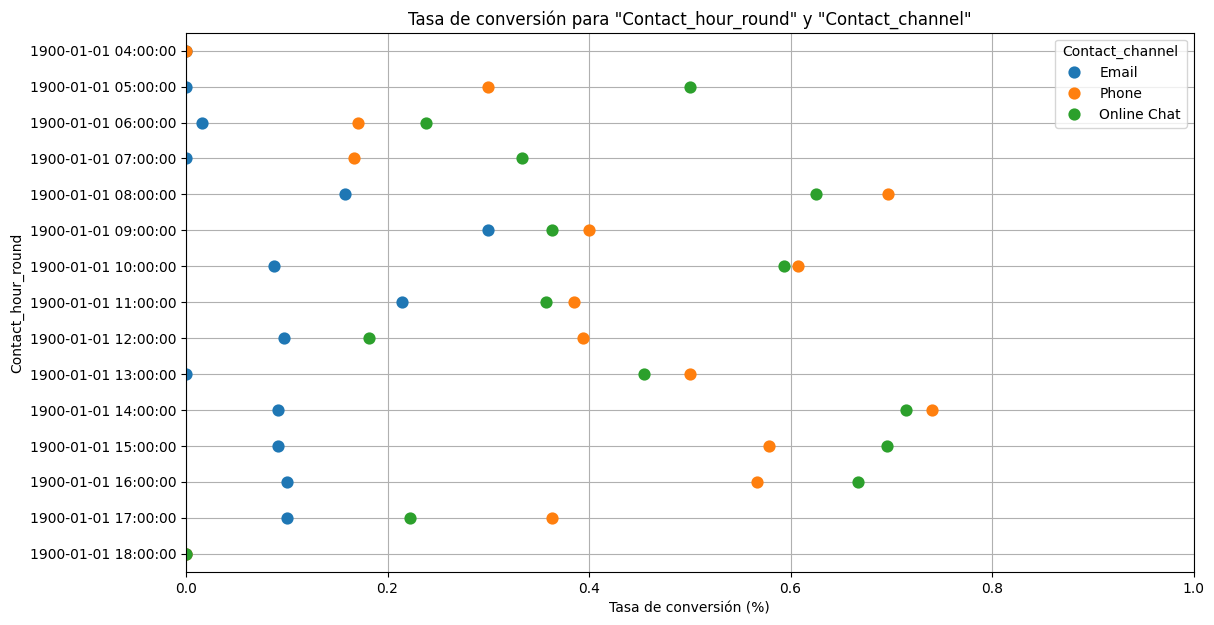 Tasa de conversión para "Contact_hour_round" y "Contact_channel"
Contact_channel
Email
Phone
Online Chat
Contact_hour_round
1900-01-01 04:00:00
1900-01-01 05:00:00
1900-01-01 06:00:00
1900-01-01 07:00:00
1900-01-01 08:00:00
1900-01-01 09:00:00
1900-01-01 10:00:00
1900-01-01 11:00:00
1900-01-01 12:00:00
1900-01-01 13:00:00
1900-01-01 14:00:00
1900-01-01 15:00:00
1900-01-01 16:00:00
1900-01-01 17:00:00
1900-01-01 18:00:00
0.0 0.2 0.4 0.6 0.8 1.0
Tasa de conversión (%)